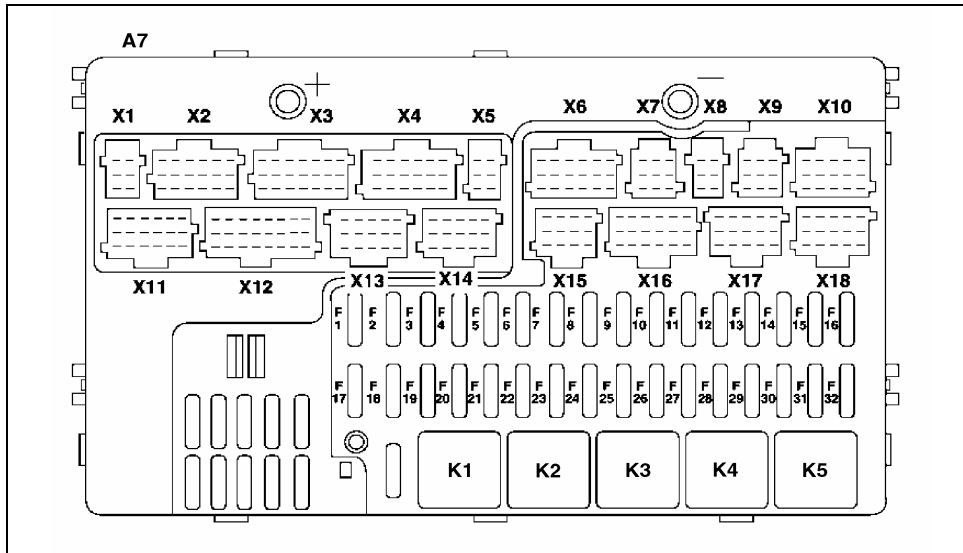 A7
+ −
X1 X2 X3 X4 X5 X6 X7 X8 X9 X10
X11 X12 X13 X14 X15 X16 X17 X18
F 1 F 2 F 3 F 4 F 5 F 6 F 7 F 8 F 9 F 10 F 11 F 12 F 13 F 14 F 15 F 16
F 17 F 18 F 19 F 20 F 21 F 22 F 23 F 24 F 25 F 26 F 27 F 28 F 29 F 30 F 31 F 32
K1 K2 K3 K4 K5